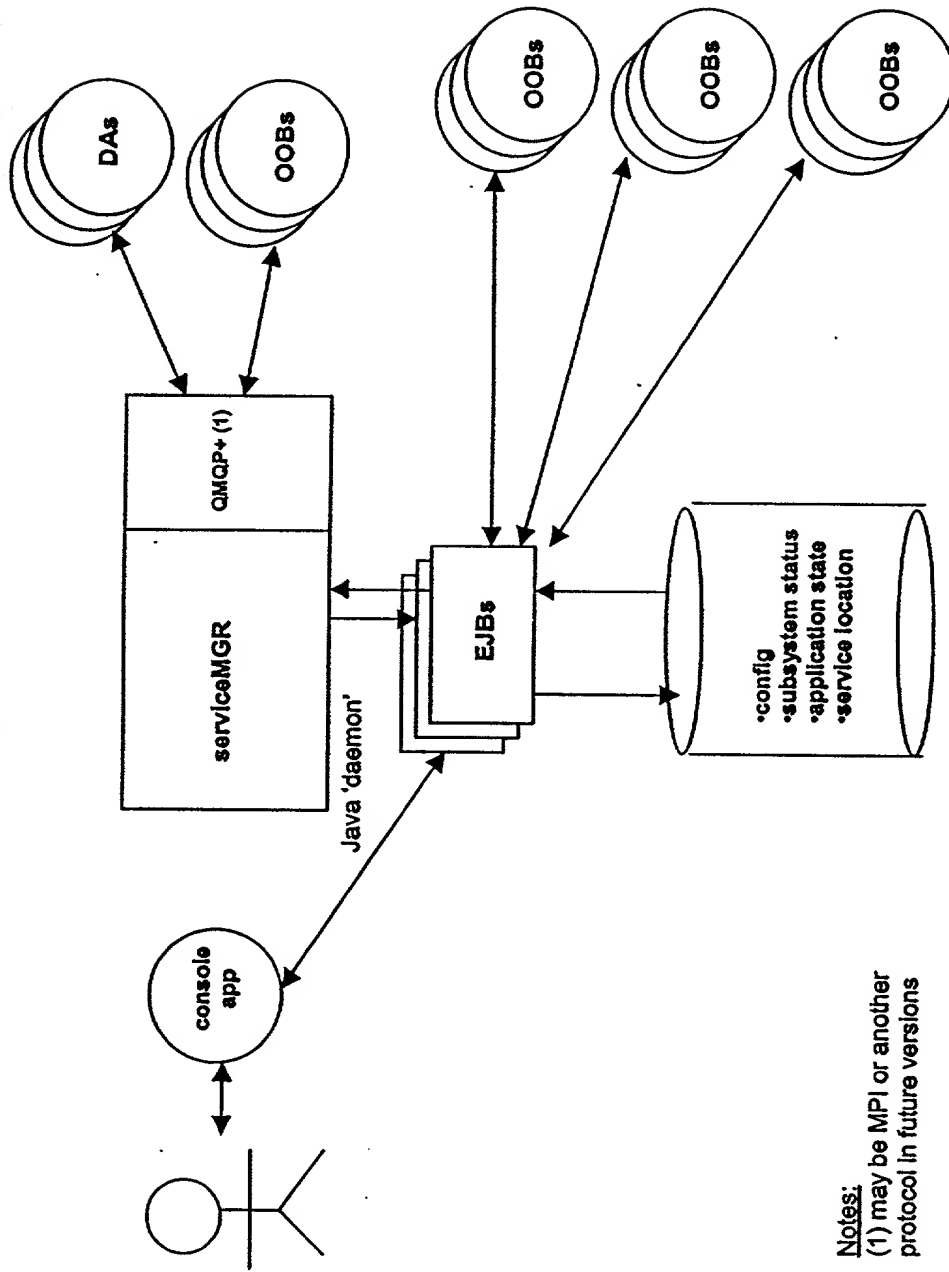 DAs
OOBs
QMQP+ (1)
serviceMGR
Java 'daemon'
console
app
EJBs
OOBs
OOBs
OOBs
•config
•subsystem status
•application state
•service location
Notes:
(1) may be MPI or another
protocol in future versions